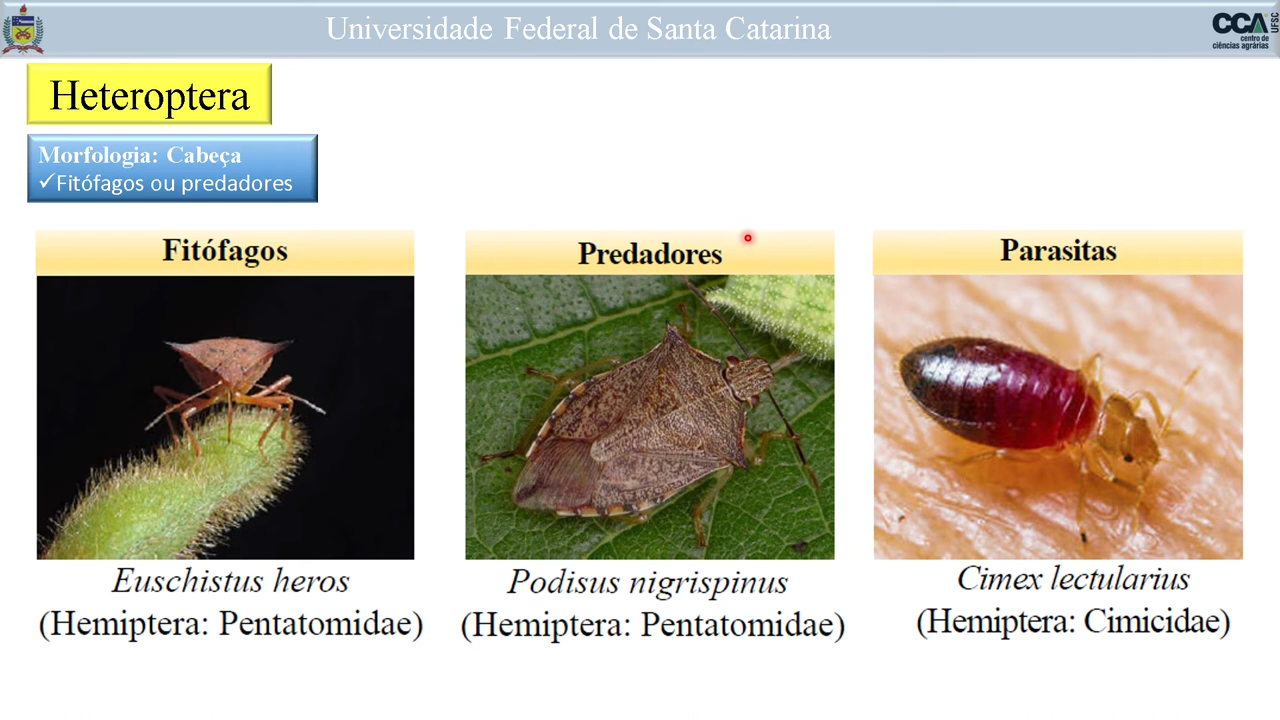 Universidade Federal de Santa Catarina
CCA
UFSC
centro de
ciências agrárias
Heteroptera
Morfologia: Cabeça
✓Fitófagos ou predadores
Fitófagos
Predadores
Parasitas
Euschistus heros
(Hemiptera: Pentatomidae)
Podisus nigrispinus
(Hemiptera: Pentatomidae)
Cimex lectularius
(Hemiptera: Cimicidae)